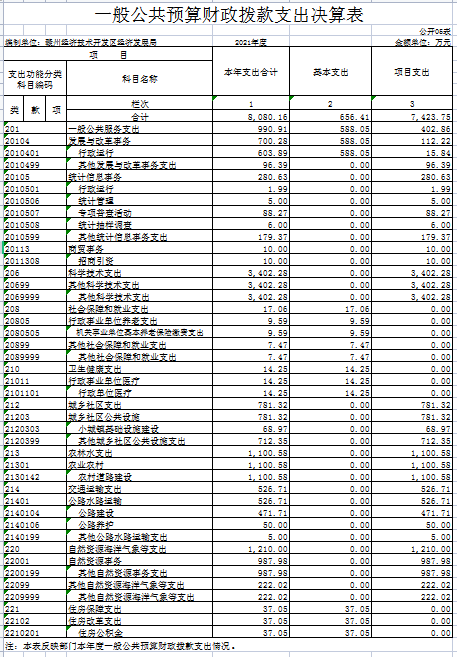 一般公共预算财政拨款支出决算表
公开05表
编制单位：赣州经济技术开发区经济发展局 2021年度 金额单位：万元
项 目 本年支出合计 基本支出 项目支出
支出功能分类科目编码 科目名称
类 款 项 栏次 1 2 3
合计 8,080.16 656.41 7,423.75
201 一般公共服务支出 990.91 588.05 402.86
20104 发展与改革事务 700.28 588.05 112.22
2010401 行政运行 603.89 588.05 15.84
2010499 其他发展与改革事务支出 96.39 0.00 96.39
20105 统计信息事务 280.63 0.00 280.63
2010501 行政运行 1.99 0.00 1.99
2010506 统计管理 5.00 0.00 5.00
2010507 专项普查活动 88.27 0.00 88.27
2010508 统计抽样调查 6.00 0.00 6.00
2010599 其他统计信息事务支出 179.37 0.00 179.37
20113 商贸事务 10.00 0.00 10.00
2011308 招商引资 10.00 0.00 10.00
206 科学技术支出 3,402.28 0.00 3,402.28
20699 其他科学技术支出 3,402.28 0.00 3,402.28
2069999 其他科学技术支出 3,402.28 0.00 3,402.28
208 社会保障和就业支出 17.06 17.06 0.00
20805 行政事业单位养老支出 9.59 9.59 0.00
2080505 机关事业单位基本养老保险缴费支出 9.59 9.59 0.00
20899 其他社会保障和就业支出 7.47 7.47 0.00
2089999 其他社会保障和就业支出 7.47 7.47 0.00
210 卫生健康支出 14.25 14.25 0.00
21011 行政事业单位医疗 14.25 14.25 0.00
2101101 行政单位医疗 14.25 14.25 0.00
212 城乡社区支出 781.32 0.00 781.32
21203 城乡社区公共设施 781.32 0.00 781.32
2120303 小城镇基础设施建设 68.97 0.00 68.97
2120399 其他城乡社区公共设施支出 712.35 0.00 712.35
213 农林水支出 1,100.58 0.00 1,100.58
21301 农业农村 1,100.58 0.00 1,100.58
2130142 农村道路建设 1,100.58 0.00 1,100.58
214 交通运输支出 526.71 0.00 526.71
21401 公路水路运输 526.71 0.00 526.71
2140104 公路建设 471.71 0.00 471.71
2140106 公路养护 50.00 0.00 50.00
2140199 其他公路水路运输支出 5.00 0.00 5.00
220 自然资源海洋气象等支出 1,210.00 0.00 1,210.00
22001 自然资源事务 987.98 0.00 987.98
2200199 其他自然资源事务支出 987.98 0.00 987.98
22099 其他自然资源海洋气象等支出 222.02 0.00 222.02
2209999 其他自然资源海洋气象等支出 222.02 0.00 222.02
221 住房保障支出 37.05 37.05 0.00
22102 住房改革支出 37.05 37.05 0.00
2210201 住房公积金 37.05 37.05 0.00
注：本表反映部门本年度一般公共预算财政拨款支出情况。